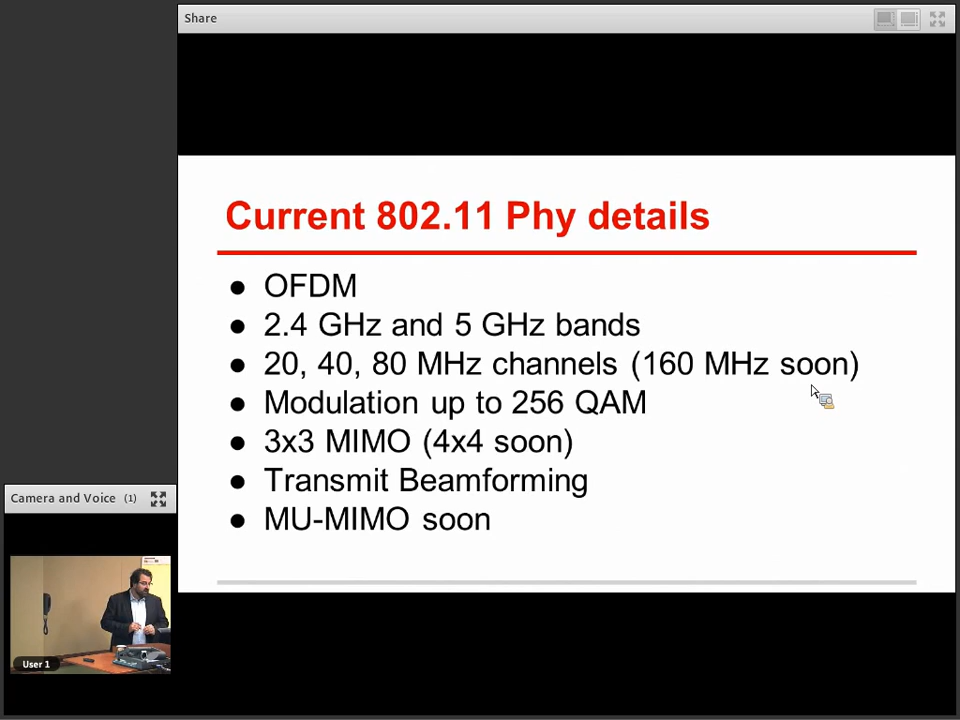 Share
Current 802.11 Phy details
● OFDM
● 2.4 GHz and 5 GHz bands
● 20, 40, 80 MHz channels (160 MHz soon)
● Modulation up to 256 QAM
● 3x3 MIMO (4x4 soon)
● Transmit Beamforming
● MU-MIMO soon
Camera and Voice (1)
User 1